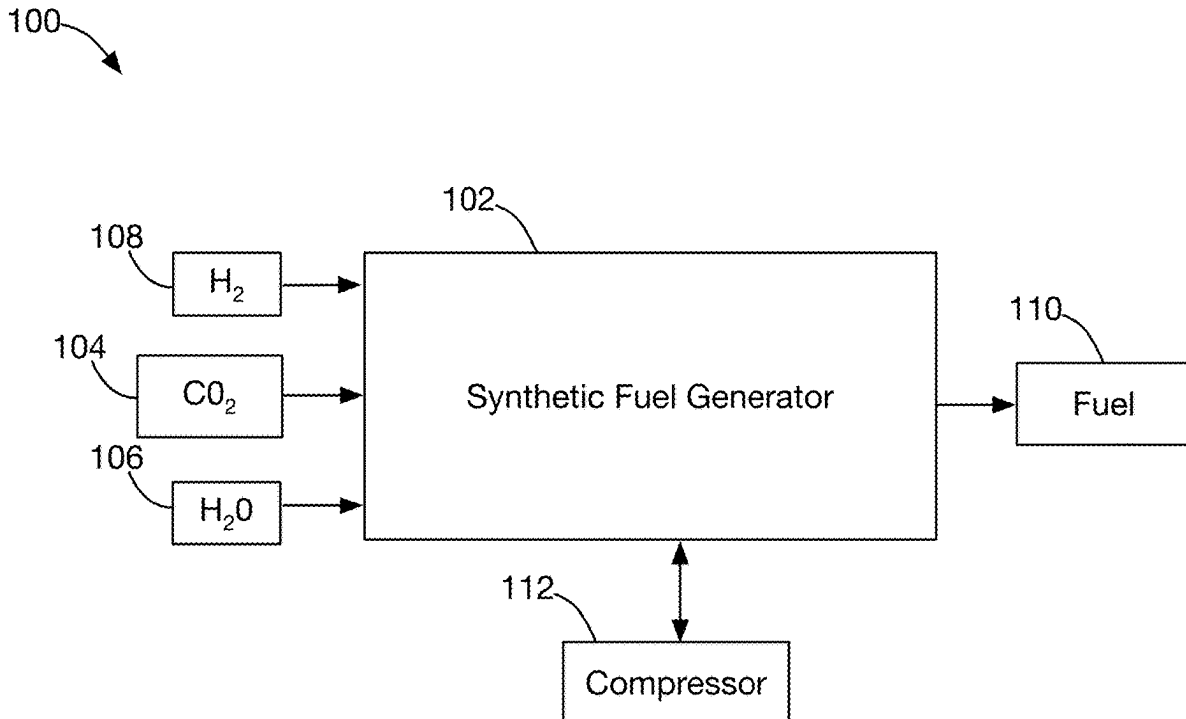 100
102
108
H₂
110
104
C0₂
Synthetic Fuel Generator
Fuel
106
H₂0
112
Compressor